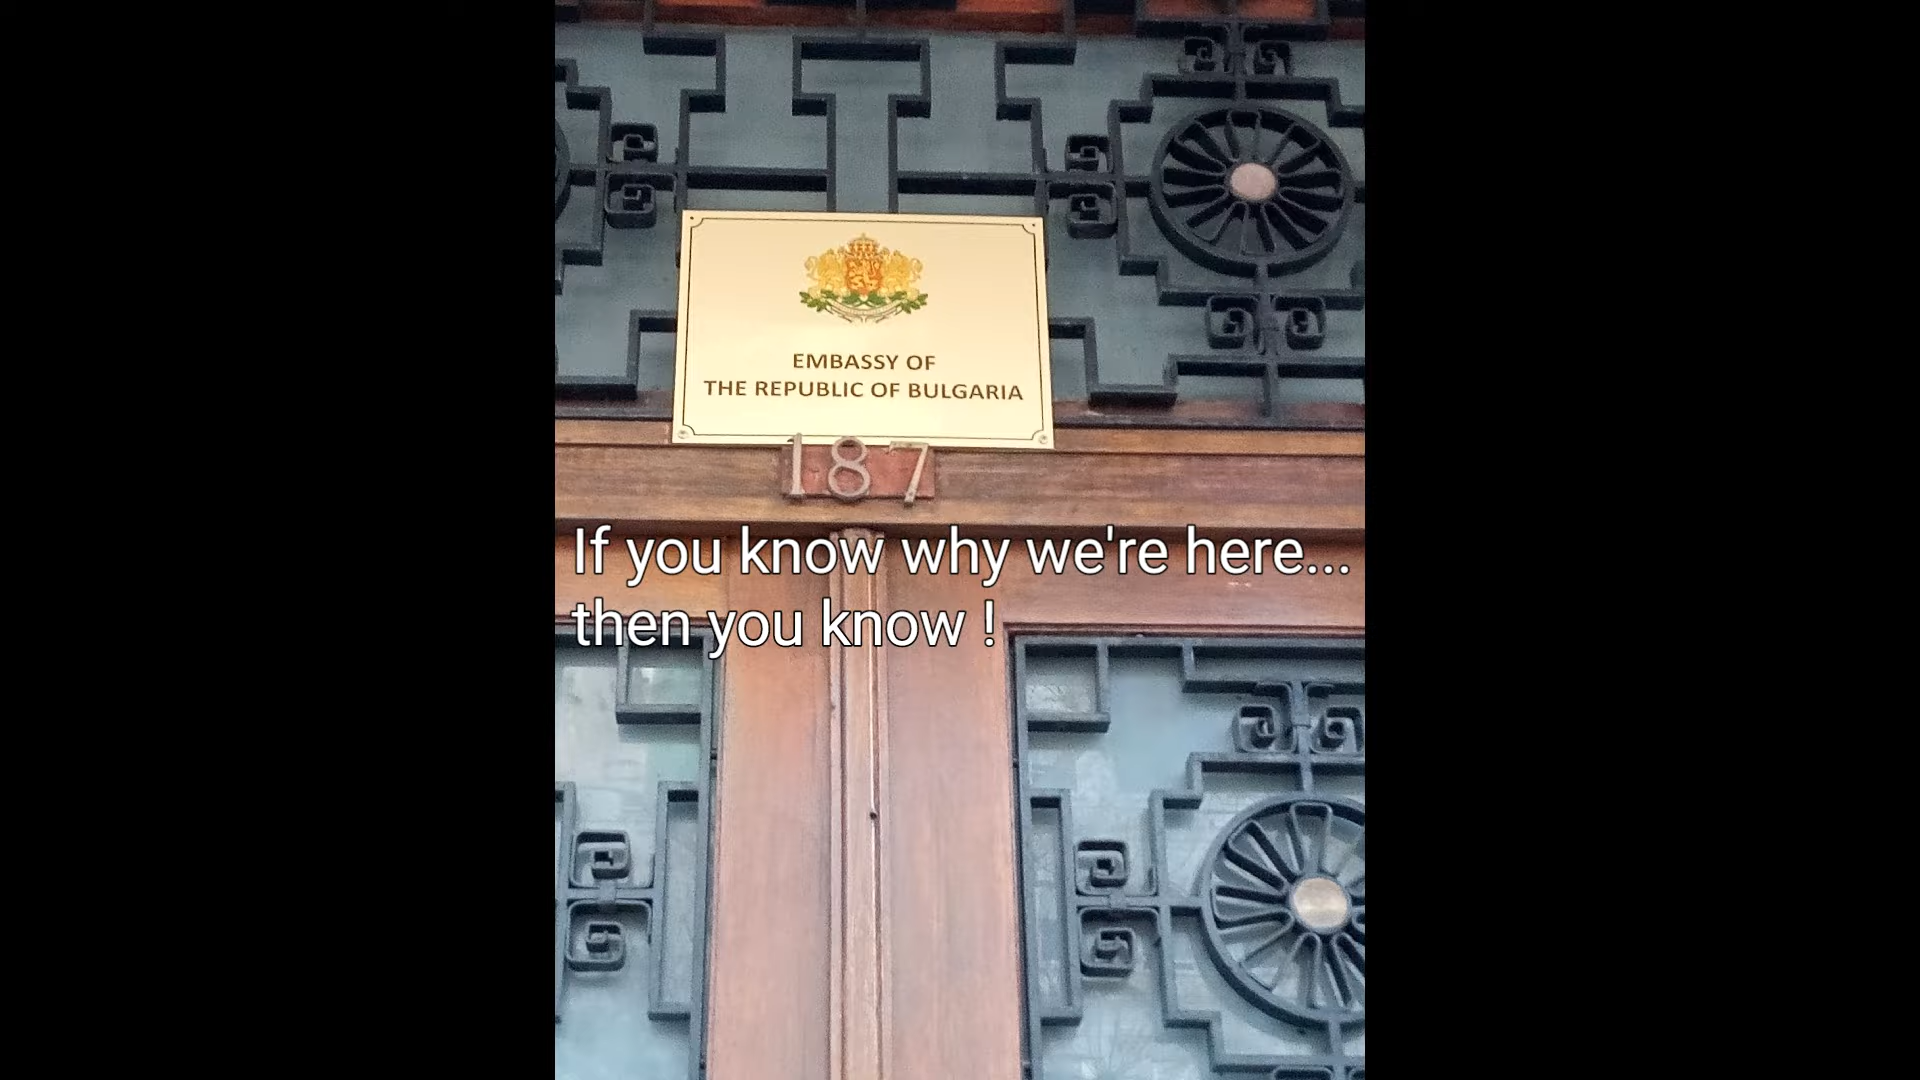 EMBASSY OF
THE REPUBLIC OF BULGARIA
187
If you know why we're here...
then you know !